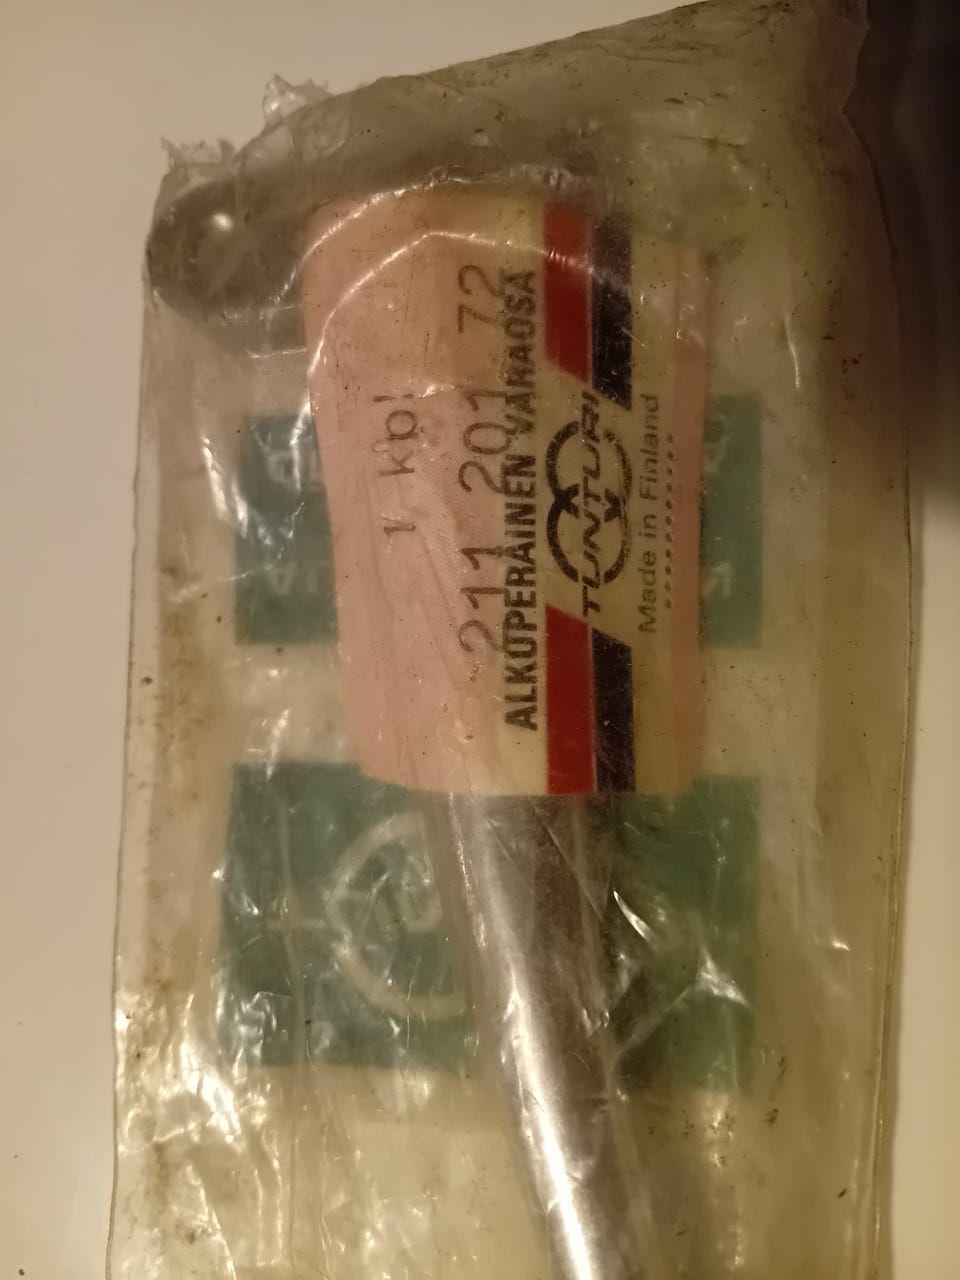 1 kpl
211 201 72
ALKUPERÄINEN VARAOSA
TUNTURI
Made in Finland